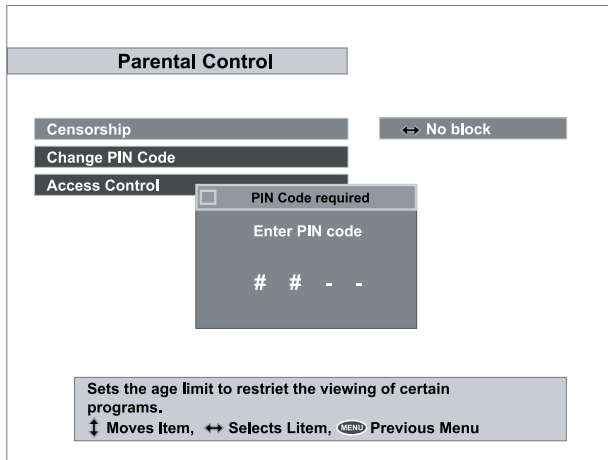 Parental Control
Censorship
↔ No block
Change PIN Code
Access Control
PIN Code required
Enter PIN code
# # - -
Sets the age limit to restriet the viewing of certain
programs.
↕ Moves Item, ↔ Selects Litem, MENU Previous Menu